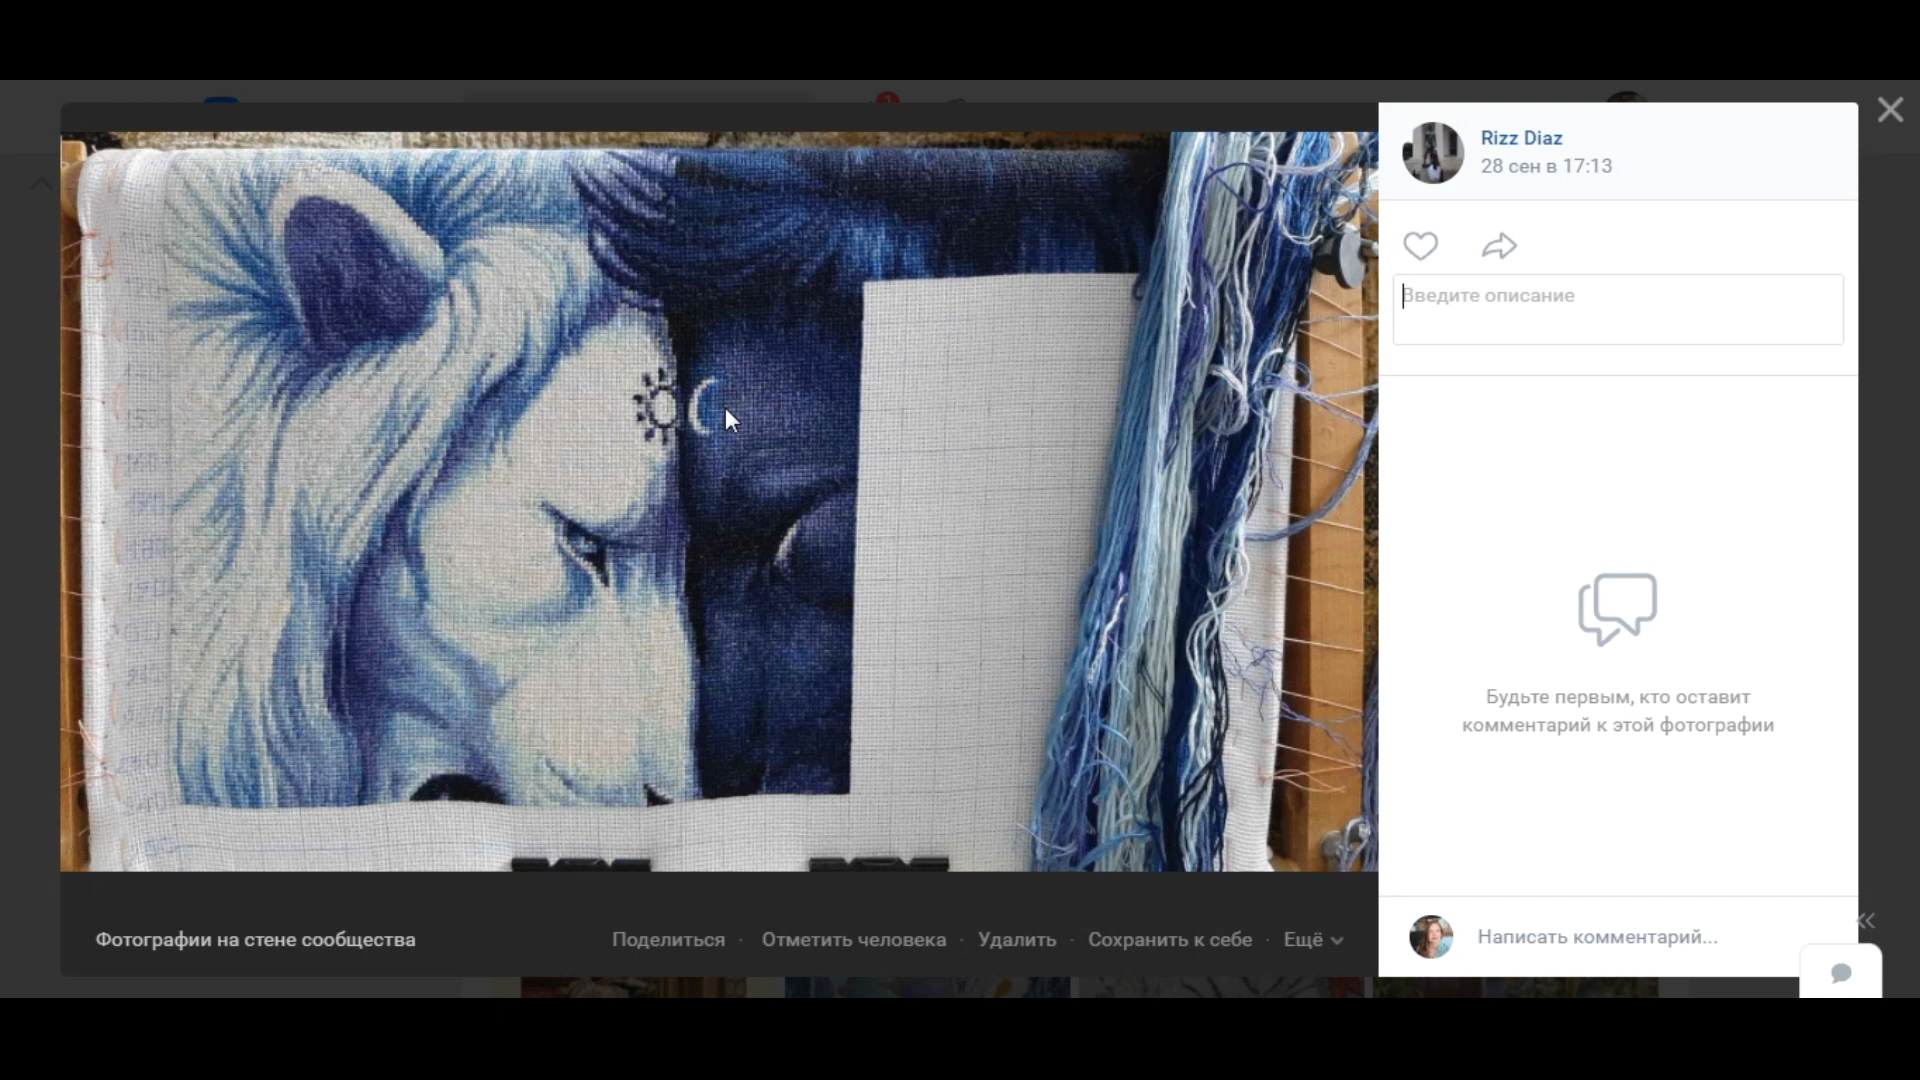 1
Rizz Diaz
28 сен в 17:13
Введите описание
Будьте первым, кто оставит
комментарий к этой фотографии
Фотографии на стене сообщества
Поделиться · Отметить человека · Удалить · Сохранить к себе · Ещё
Написать комментарий...